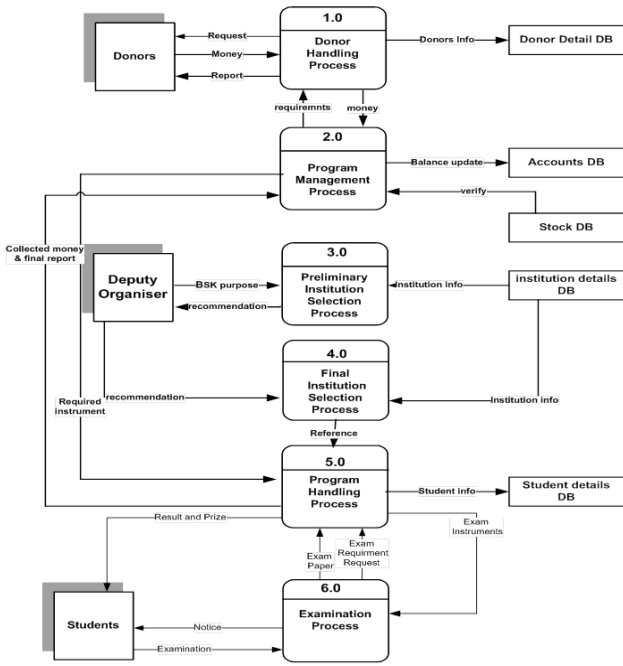 1.0
Donor
Handling
Process
Donors
Request
Money
Report
Donors Info
Donor Detail DB
requiremnts
money
2.0
Program
Management
Process
Balance update
Accounts DB
verify
Stock DB
Collected money
& final report
3.0
Preliminary
Institution
Selection
Process
Deputy
Organiser
BSK purpose
recommendation
Institution info
institution details
DB
4.0
Final
Institution
Selection
Process
recommendation
Institution info
Required
instrument
Reference
5.0
Program
Handling
Process
Student info
Student details
DB
Result and Prize
Exam
Instruments
Exam
Paper
Exam
Requirment
Request
6.0
Examination
Process
Students
Notice
Examination